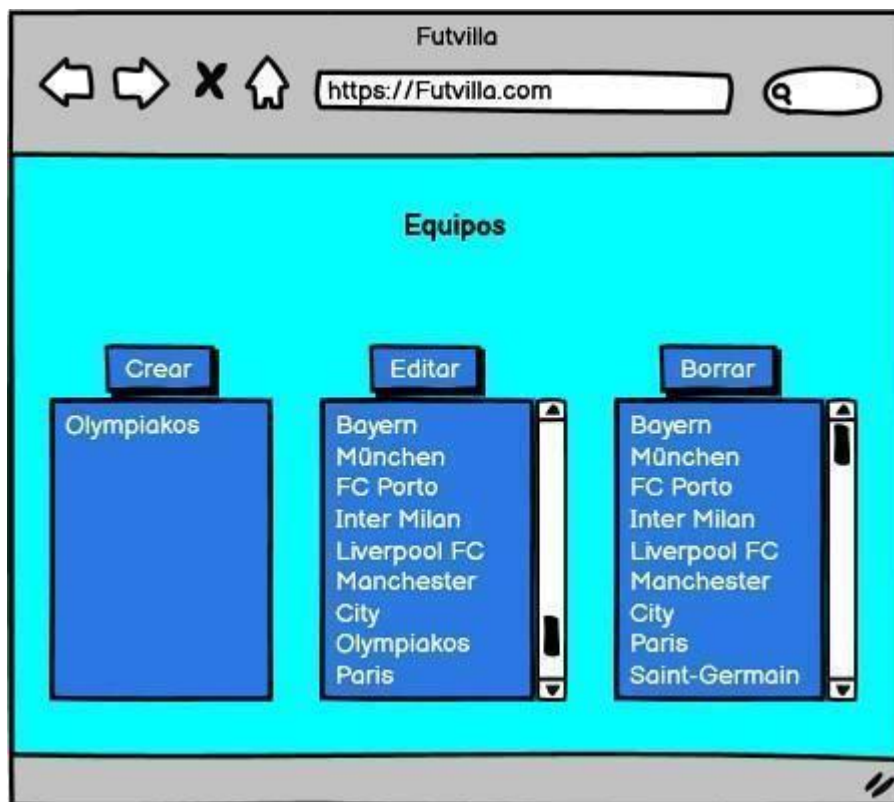 Futvilla
https://Futvilla.com
Equipos
Crear
Olympiakos
Editar
Bayern
München
FC Porto
Inter Milan
Liverpool FC
Manchester
City
Olympiakos
Paris
Borrar
Bayern
München
FC Porto
Inter Milan
Liverpool FC
Manchester
City
Paris
Saint-Germain